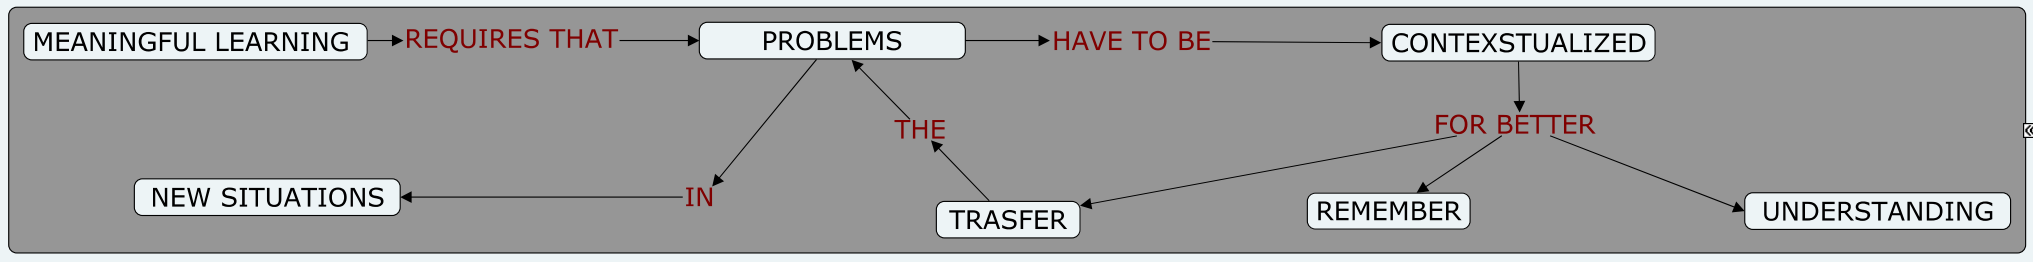 MEANINGFUL LEARNING
REQUIRES THAT
PROBLEMS
HAVE TO BE
CONTEXSTUALIZED
THE
FOR BETTER
NEW SITUATIONS
IN
TRASFER
REMEMBER
UNDERSTANDING